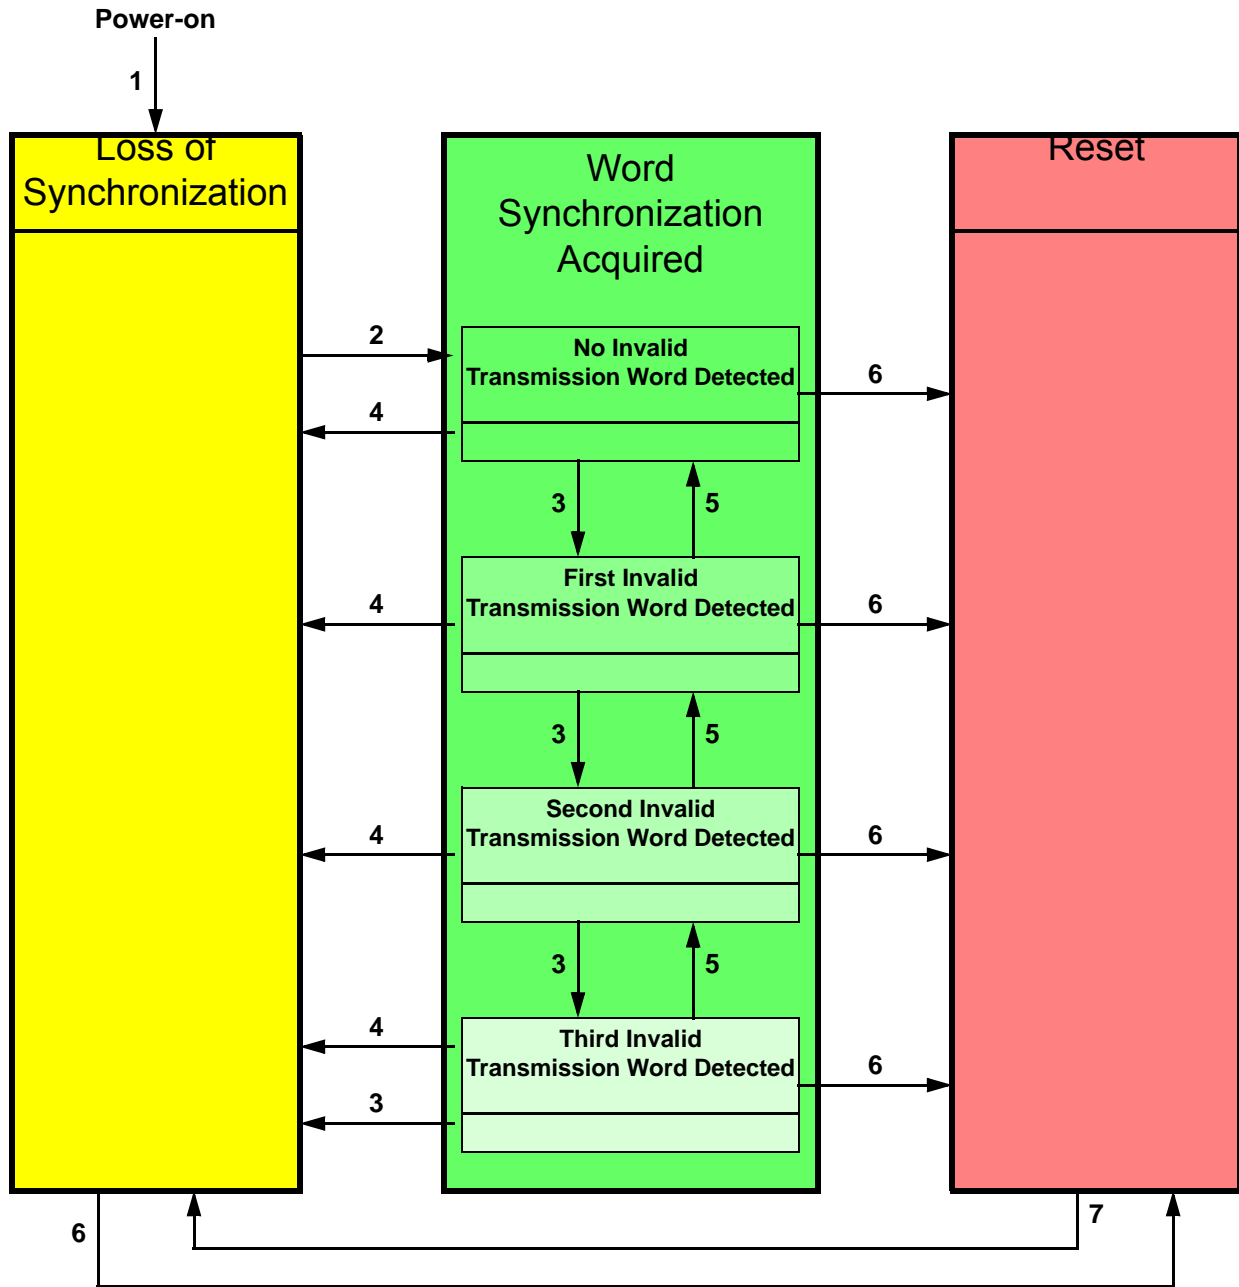 Power-on
1
Loss of
Synchronization
Word
Synchronization
Acquired
Reset
2
No Invalid
Transmission Word Detected
6
4
3
5
First Invalid
Transmission Word Detected
4
6
3
5
Second Invalid
Transmission Word Detected
4
6
3
5
4
Third Invalid
Transmission Word Detected
6
3
6
7